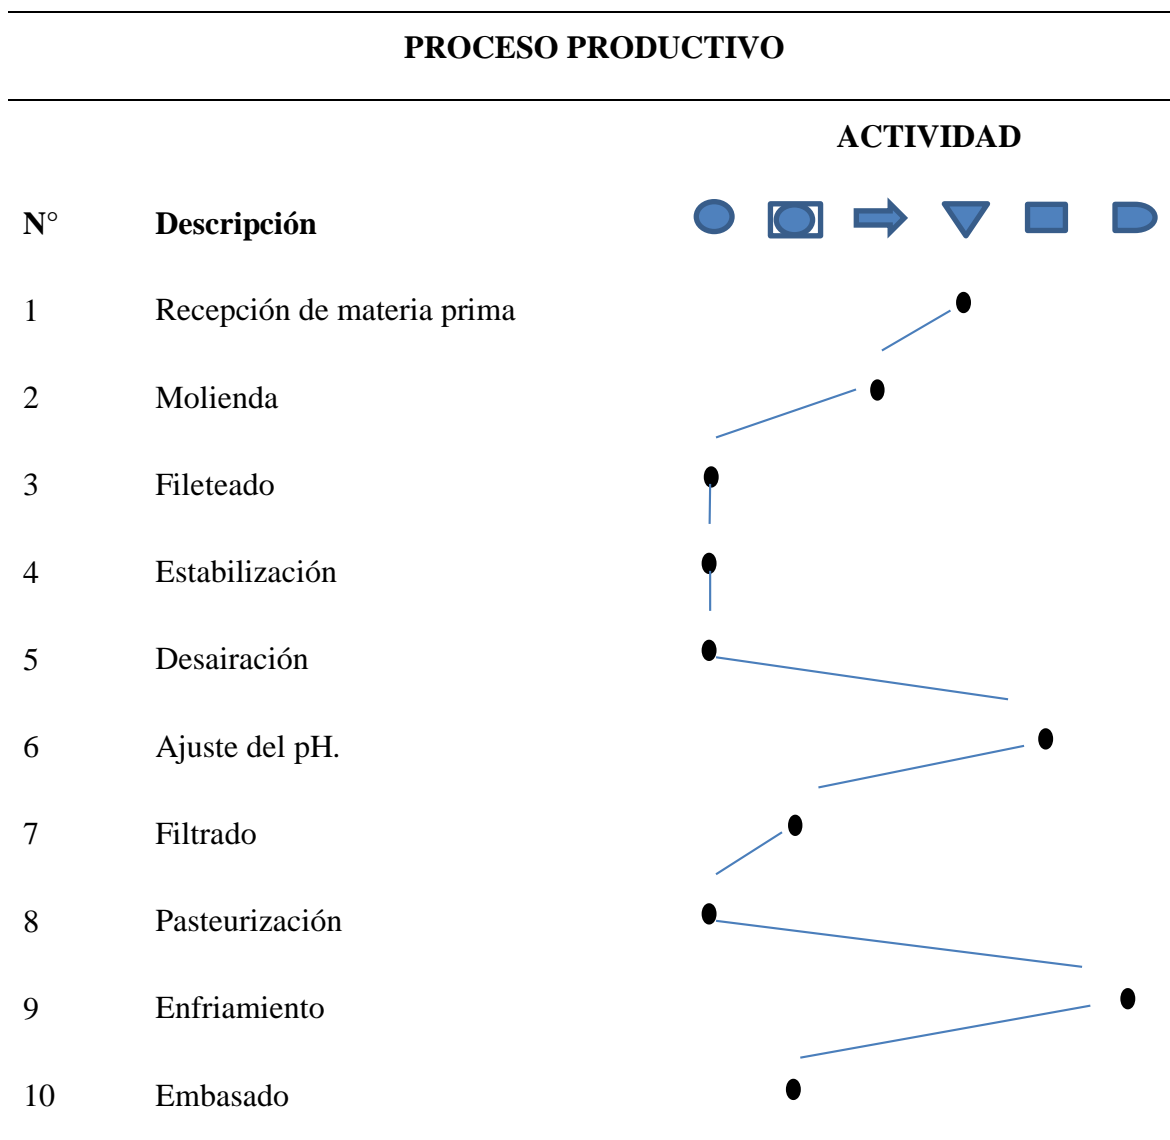 PROCESO PRODUCTIVO
ACTIVIDAD
N° Descripción
1 Recepción de materia prima
2 Molienda
3 Fileteado
4 Estabilización
5 Desairación
6 Ajuste del pH.
7 Filtrado
8 Pasteurización
9 Enfriamiento
10 Embasado